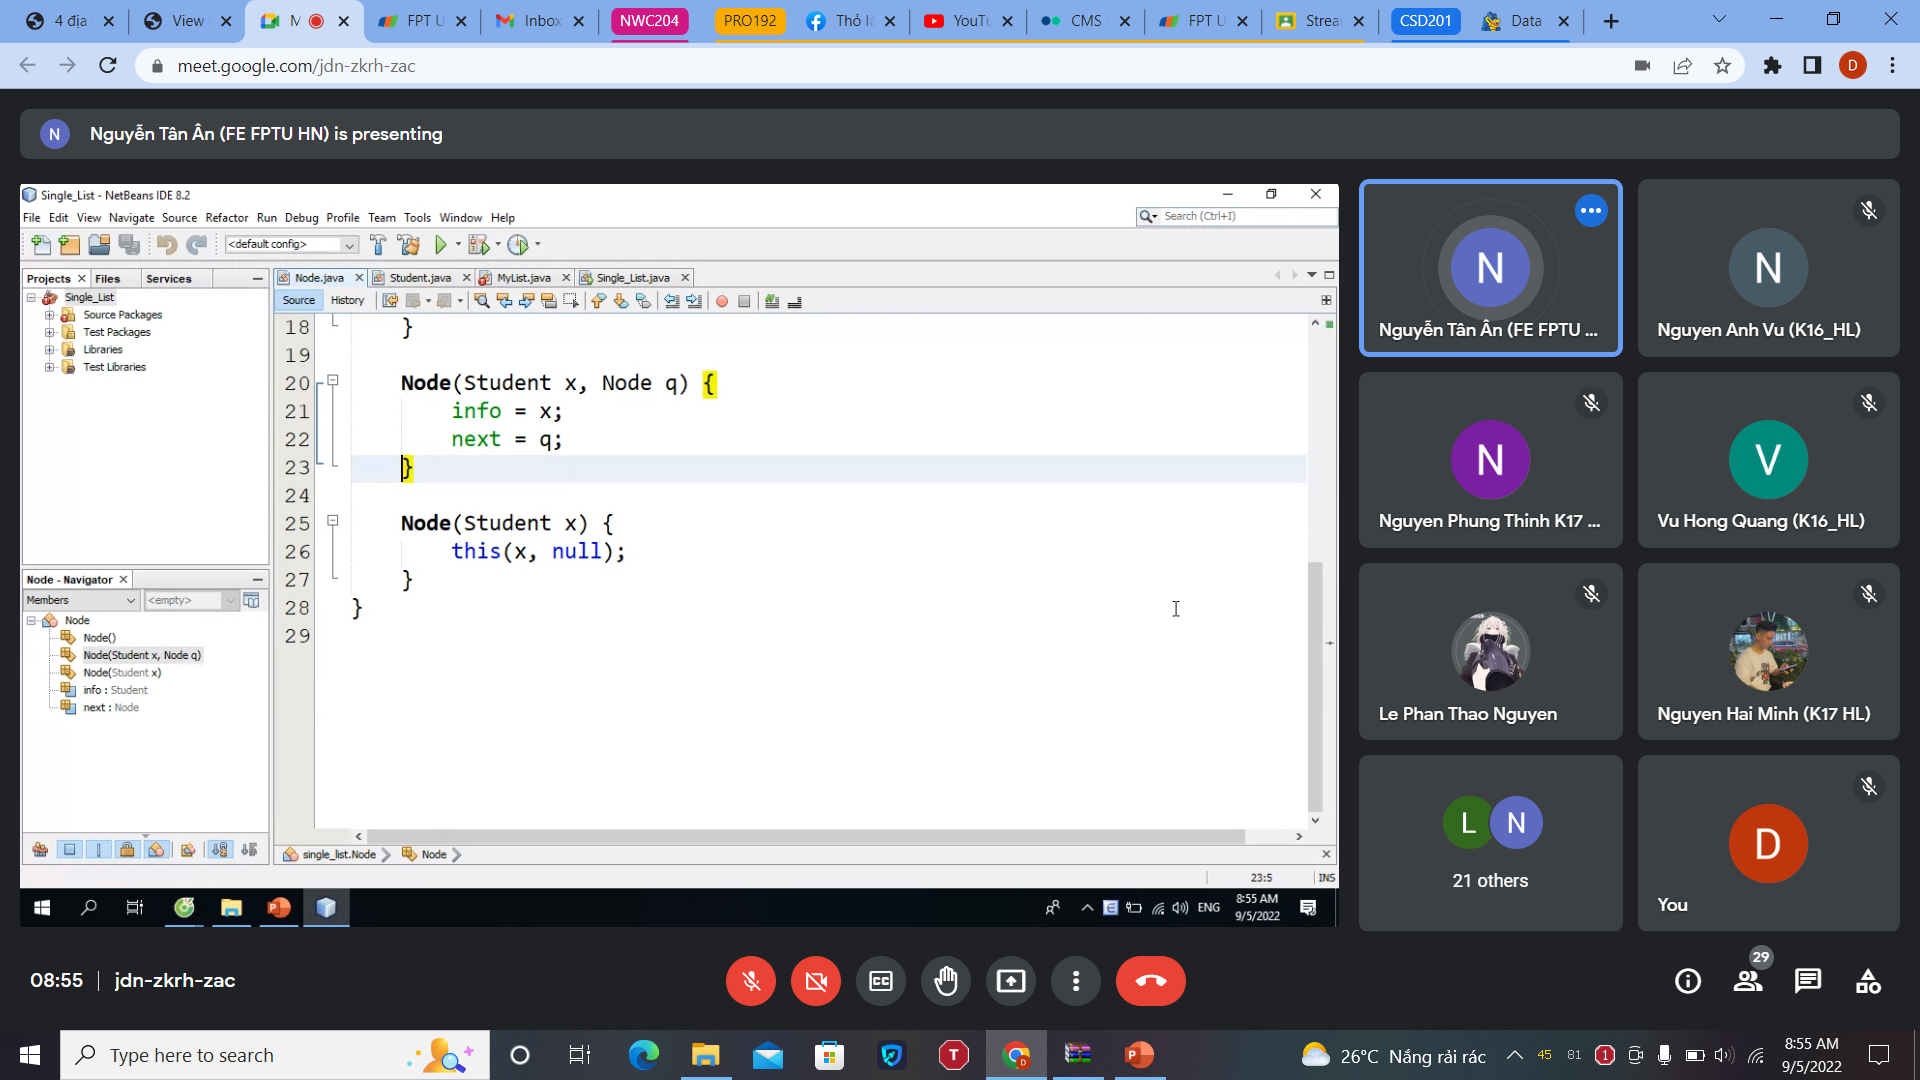 4 địa
View
M
FPT U
Inbox
NWC204
PRO192
Thỏ l
YouTu
CMS -
FPT U
Strea
CSD201
Data
meet.google.com/jdn-zkrh-zac
D
N
Nguyễn Tân Ân (FE FPTU HN) is presenting
Single_List - NetBeans IDE 8.2
File Edit View Navigate Source Refactor Run Debug Profile Team Tools Window Help
Search (Ctrl+I)
<default config>
Projects Files Services
Node.java Student.java MyList.java Single_List.java
Source History
Single_List
Source Packages
Test Packages
Libraries
Test Libraries
18 }
19
20 Node(Student x, Node q) {
21 info = x;
22 next = q;
23 }
24
25 Node(Student x) {
26 this(x, null);
27 }
28 }
29
Node - Navigator
Members <empty>
Node
Node()
Node(Student x, Node q)
Node(Student x)
info : Student
next : Node
single_list.Node Node
23:5 INS
ENG
8:55 AM
9/5/2022
N
Nguyễn Tân Ân (FE FPTU ...
N
Nguyen Anh Vu (K16_HL)
N
Nguyen Phung Thinh K17 ...
V
Vu Hong Quang (K16_HL)
Le Phan Thao Nguyen
Nguyen Hai Minh (K17 HL)
L N
21 others
D
You
08:55 | jdn-zkrh-zac
29
Type here to search
26°C Nắng rải rác
45 81 1
8:55 AM
9/5/2022